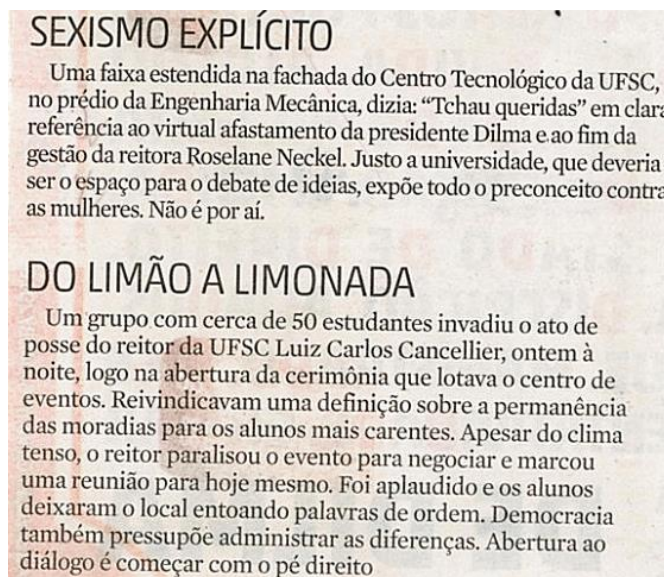 SEXISMO EXPLÍCITO
Uma faixa estendida na fachada do Centro Tecnológico da UFSC,
no prédio da Engenharia Mecânica, dizia: “Tchau queridas” em clara
referência ao virtual afastamento da presidente Dilma e ao fim da
gestão da reitora Roselane Neckel. Justo a universidade, que deveria
ser o espaço para o debate de ideias, expõe todo o preconceito contra
as mulheres. Não é por aí.
DO LIMÃO A LIMONADA
Um grupo com cerca de 50 estudantes invadiu o ato de
posse do reitor da UFSC Luiz Carlos Cancellier, ontem à
noite, logo na abertura da cerimônia que lotava o centro de
eventos. Reivindicavam uma definição sobre a permanência
das moradias para os alunos mais carentes. Apesar do clima
tenso, o reitor paralisou o evento para negociar e marcou
uma reunião para hoje mesmo. Foi aplaudido e os alunos
deixaram o local entoando palavras de ordem. Democracia
também pressupõe administrar as diferenças. Abertura ao
diálogo é começar com o pé direito